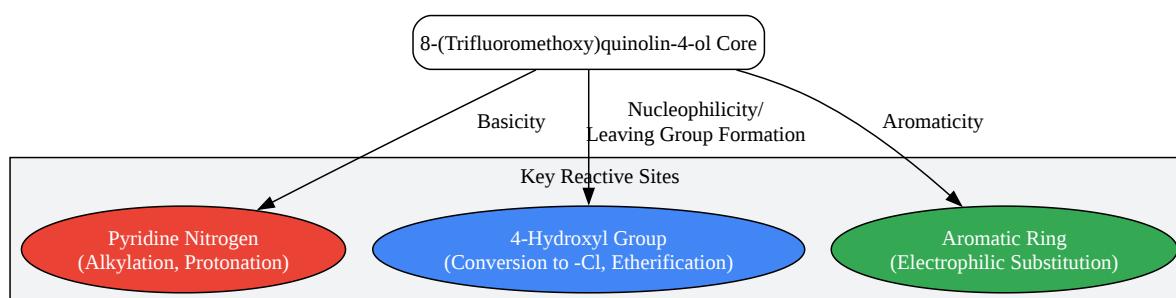 8-(Trifluoromethoxy)quinolin-4-ol Core
Basicity
Nucleophilicity/
Leaving Group Formation
Aromaticity
Key Reactive Sites
Pyridine Nitrogen
(Alkylation, Protonation)
4-Hydroxyl Group
(Conversion to -Cl, Etherification)
Aromatic Ring
(Electrophilic Substitution)